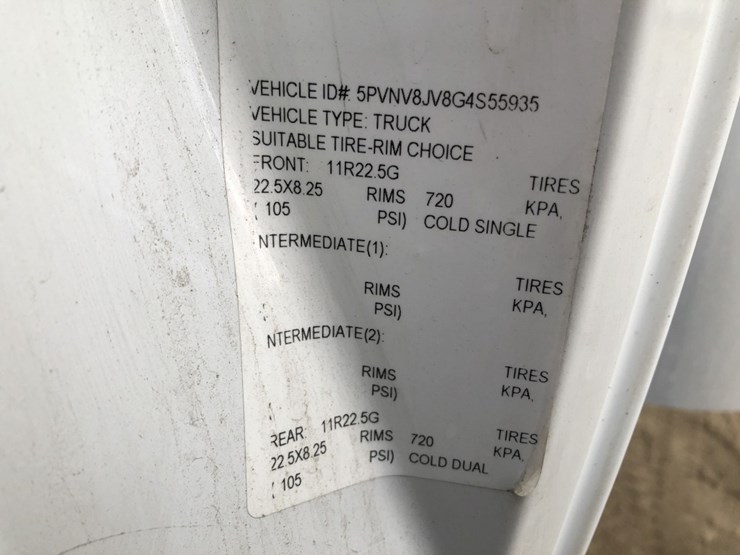 VEHICLE ID#: 5PVNV8JV8G4S55935
VEHICLE TYPE: TRUCK
SUITABLE TIRE-RIM CHOICE
FRONT: 11R22.5G TIRES
22.5X8.25 RIMS 720 KPA,
( 105 PSI) COLD SINGLE
NTERMEDIATE(1):
TIRES
RIMS KPA,
PSI)
NTERMEDIATE(2):
TIRES
RIMS KPA,
PSI)
REAR: 11R22.5G TIRES
22.5X8.25 RIMS 720 KPA,
( 105 PSI) COLD DUAL